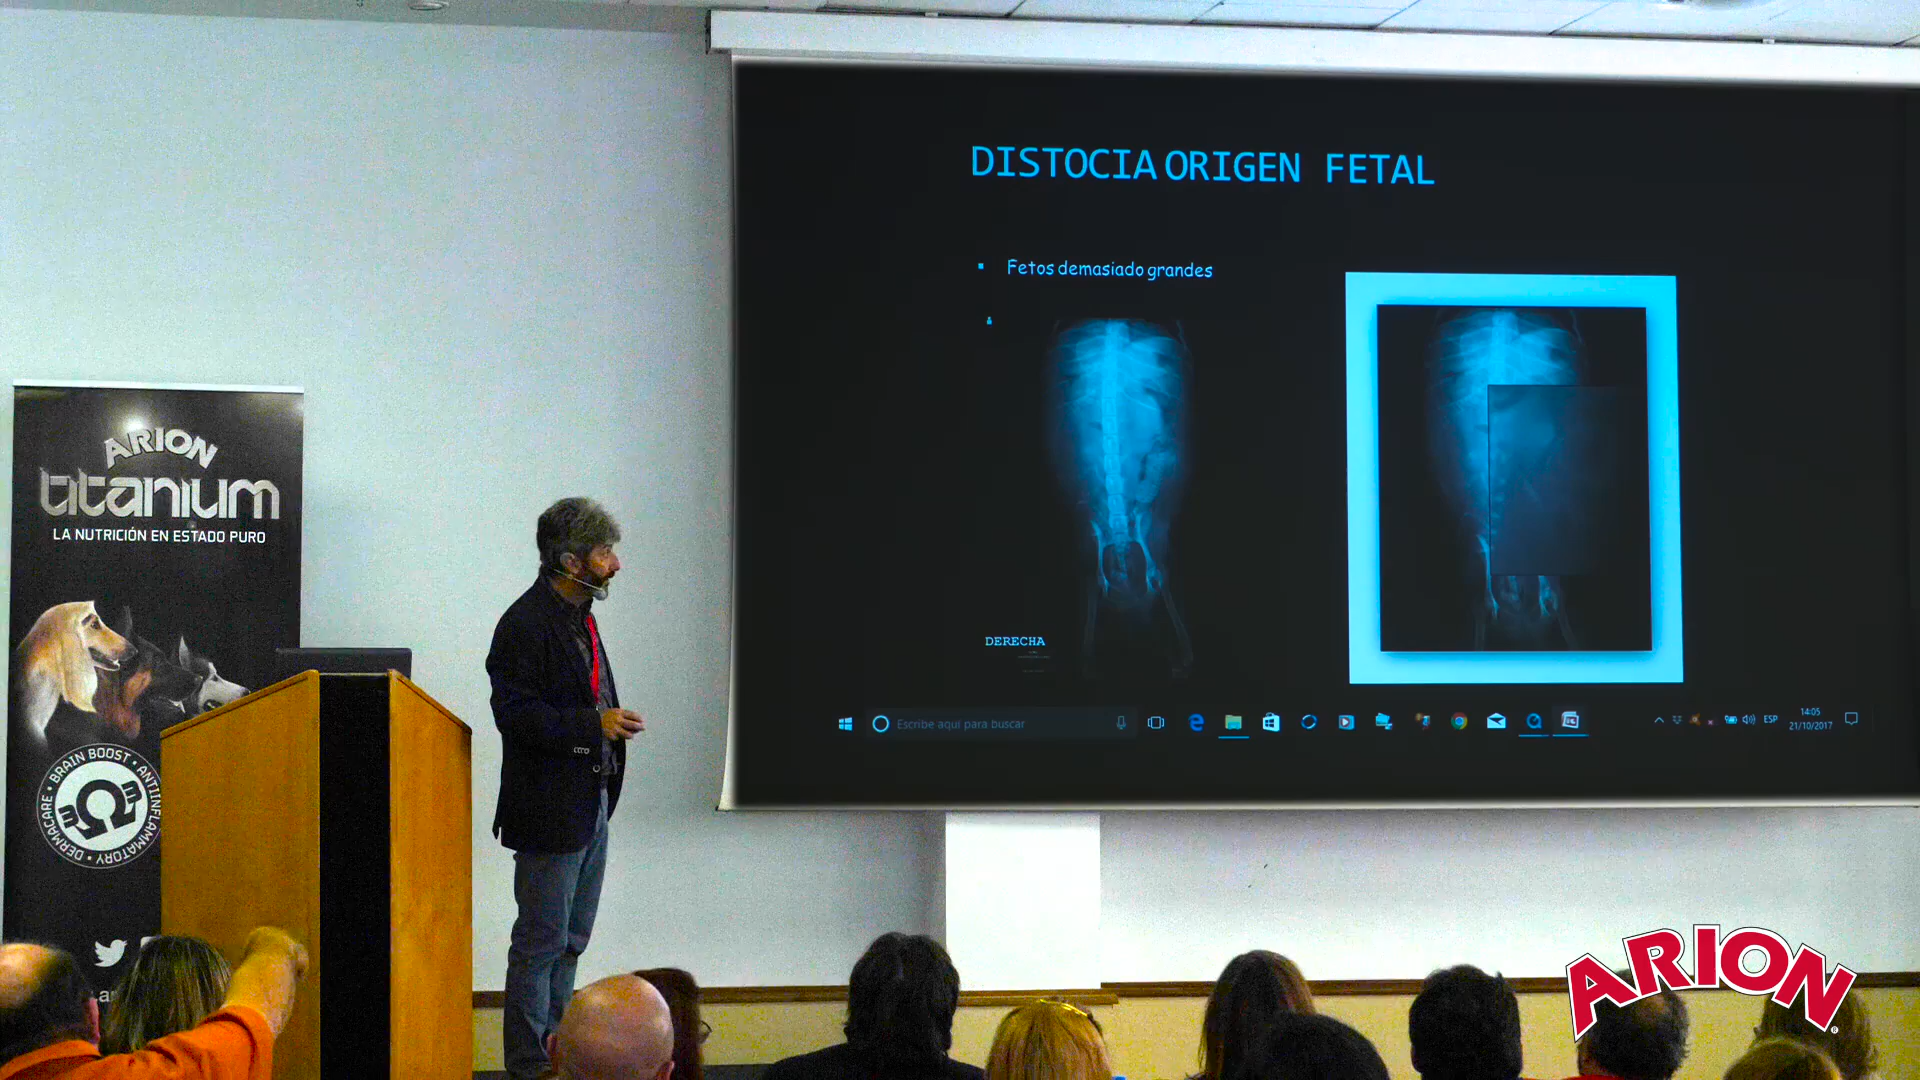 DISTOCIA ORIGEN FETAL
Fetos demasiado grandes
DERECHA
Escribe aquí para buscar
ESP
14:05
21/10/2017
ARION
titanium
LA NUTRICIÓN EN ESTADO PURO
BRAIN BOOST • ANTIINFLAMMATORY • DERMACARE •
3Ω3
ARION